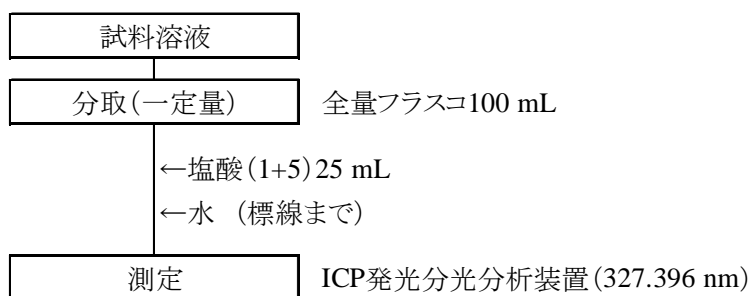 試料溶液
分取(一定量) 全量フラスコ100 mL
←塩酸(1+5)25 mL
←水 (標線まで)
測定 ICP発光分光分析装置(327.396 nm)